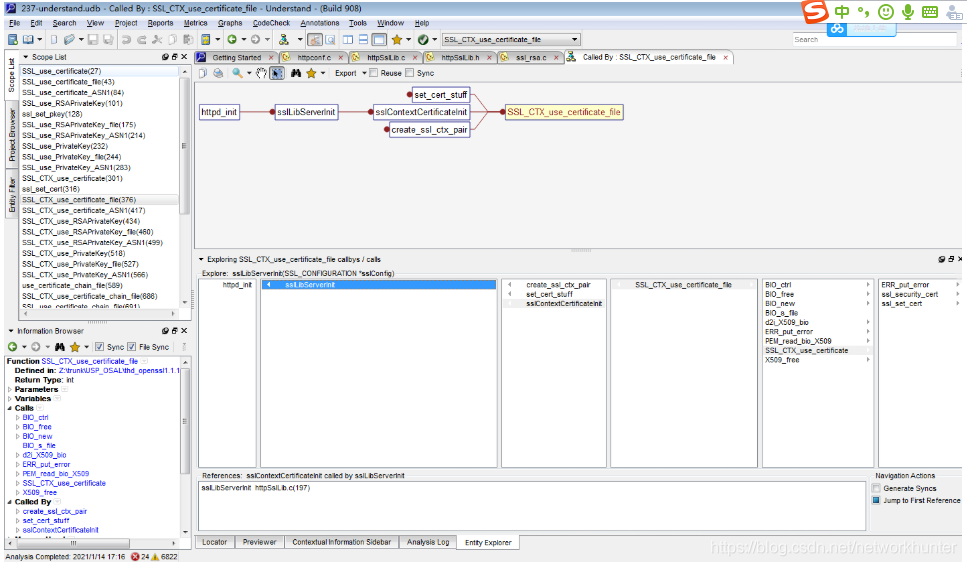 237-understand.udb - Called By : SSL_CTX_use_certificate_file - Understand - (Build 908)
中
File Edit Search View Project Reports Metrics Graphs CodeCheck Annotations Tools Window Help
SSL_CTX_use_certificate_file
Search
Scope List
Project Browser
Entity Filter
Scope List
SSL_use_certificate(27)
SSL_use_certificate_file(43)
SSL_use_certificate_ASN1(84)
SSL_use_RSAPrivateKey(101)
ssl_set_pkey(128)
SSL_use_RSAPrivateKey_file(175)
SSL_use_RSAPrivateKey_ASN1(214)
SSL_use_PrivateKey(232)
SSL_use_PrivateKey_file(244)
SSL_use_PrivateKey_ASN1(283)
SSL_CTX_use_certificate(301)
ssl_set_cert(316)
SSL_CTX_use_certificate_file(376)
SSL_CTX_use_certificate_ASN1(417)
SSL_CTX_use_RSAPrivateKey(434)
SSL_CTX_use_RSAPrivateKey_file(460)
SSL_CTX_use_RSAPrivateKey_ASN1(499)
SSL_CTX_use_PrivateKey(518)
SSL_CTX_use_PrivateKey_file(527)
SSL_CTX_use_PrivateKey_ASN1(566)
use_certificate_chain_file(589)
SSL_CTX_use_certificate_chain_file(686)
SSL_use_certificate_chain_file(691)
Information Browser
Sync File Sync
Function SSL_CTX_use_certificate_file
Defined in: Z:\trunk\USP_OSAL\thd_openssl1.1.1
Return Type: int
Parameters
Variables
Calls
BIO_ctrl
BIO_free
BIO_new
BIO_s_file
d2i_X509_bio
ERR_put_error
PEM_read_bio_X509
SSL_CTX_use_certificate
X509_free
Called By
create_ssl_ctx_pair
set_cert_stuff
sslContextCertificateInit
Getting Started httpconf.c httpSslLib.c httpSslLib.h ssl_rsa.c Called By : SSL_CTX_use_certificate_file
Export Reuse Sync
set_cert_stuff
httpd_init sslLibServerInit sslContextCertificateInit SSL_CTX_use_certificate_file
create_ssl_ctx_pair
Exploring SSL_CTX_use_certificate_file callbys / calls
Explore: sslLibServerInit(SSL_CONFIGURATION *sslConfig)
httpd_init
sslLibServerInit
create_ssl_ctx_pair
set_cert_stuff
sslContextCertificateInit
SSL_CTX_use_certificate_file
BIO_ctrl
BIO_free
BIO_new
BIO_s_file
d2i_X509_bio
ERR_put_error
PEM_read_bio_X509
SSL_CTX_use_certificate
X509_free
ERR_put_error
ssl_security_cert
ssl_set_cert
References: sslContextCertificateInit called by sslLibServerInit
sslLibServerInit httpSslLib.c(197)
Navigation Actions
Generate Syncs
Jump to First Reference
Locator Previewer Contextual Information Sidebar Analysis Log Entity Explorer
Analysis Completed: 2021/1/14 17:16 24 6822
https://blog.csdn.net/networkhunter